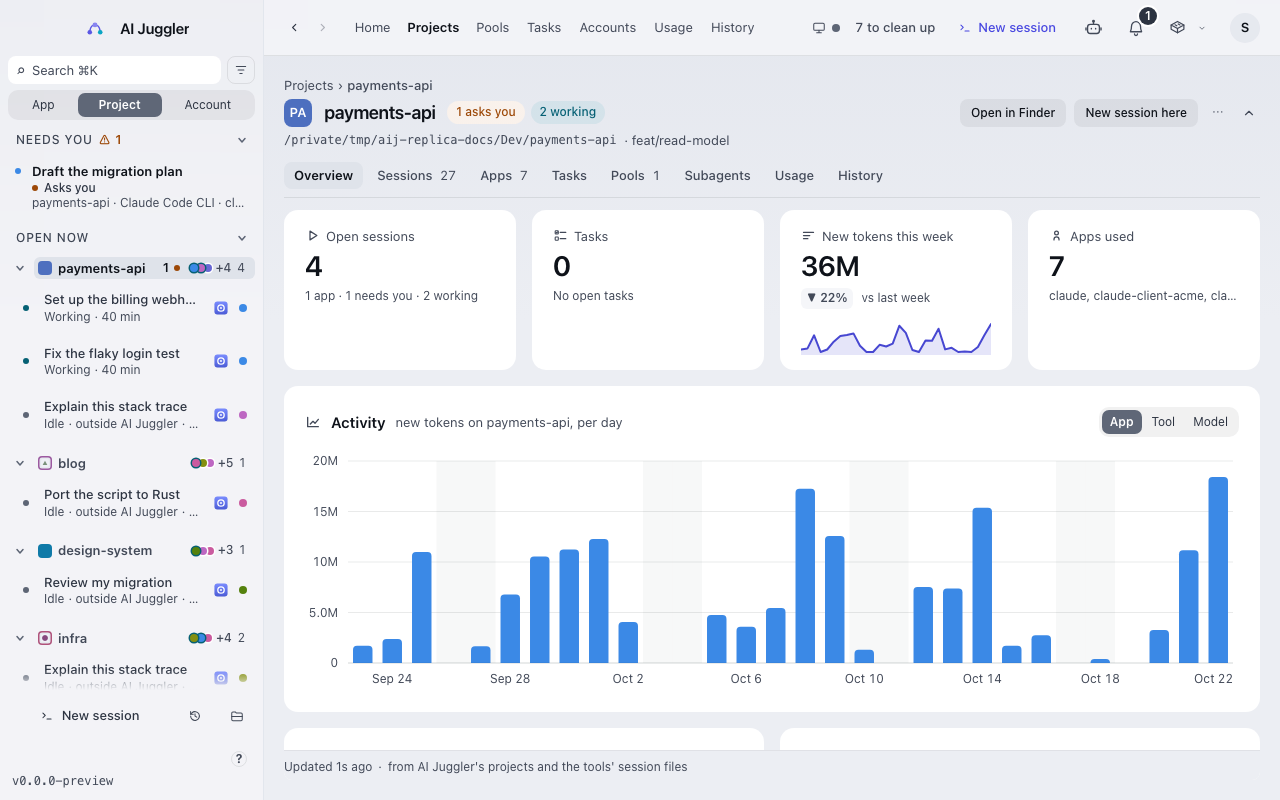 AI Juggler
Search ⌘K
App Project Account
NEEDS YOU 1
Draft the migration plan
Asks you
payments-api · Claude Code CLI · cl...
OPEN NOW
payments-api 1 +4 4
Set up the billing webh...
Working · 40 min
Fix the flaky login test
Working · 40 min
Explain this stack trace
Idle · outside AI Juggler · ...
blog +5 1
Port the script to Rust
Idle · outside AI Juggler · ...
design-system +3 1
Review my migration
Idle · outside AI Juggler · ...
infra +4 2
Explain this stack trace
Idle · outside AI Juggler · ...
New session
?
v0.0.0-preview
Home Projects Pools Tasks Accounts Usage History 7 to clean up New session 1 S
Projects › payments-api
PA payments-api 1 asks you 2 working Open in Finder New session here ...
/private/tmp/aij-replica-docs/Dev/payments-api · feat/read-model
Overview Sessions 27 Apps 7 Tasks Pools 1 Subagents Usage History
Open sessions
4
1 app · 1 needs you · 2 working
Tasks
0
No open tasks
New tokens this week
36M
▼ 22% vs last week
Apps used
7
claude, claude-client-acme, cla...
Activity new tokens on payments-api, per day App Tool Model
20M
15M
10M
5.0M
0
Sep 24 Sep 28 Oct 2 Oct 6 Oct 10 Oct 14 Oct 18 Oct 22
Updated 1s ago · from AI Juggler's projects and the tools' session files